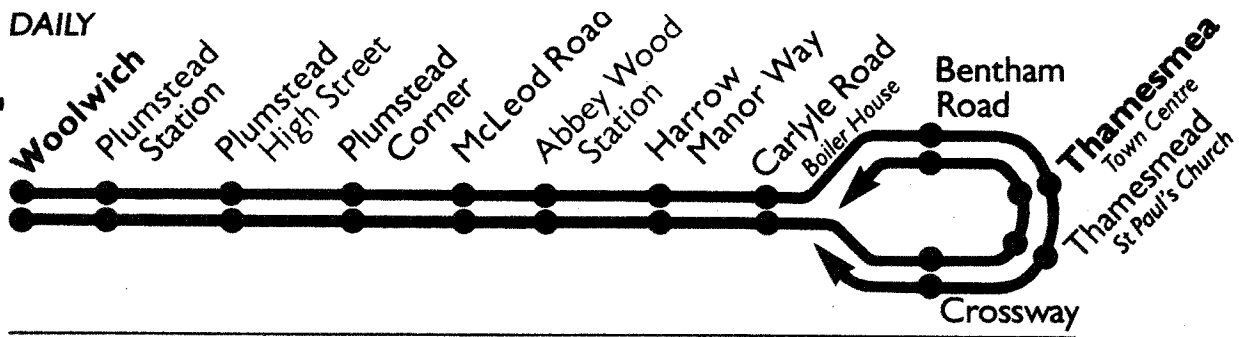 DAILY
Woolwich
Plumstead
Station
Plumstead
High Street
Plumstead
Corner
McLeod Road
Abbey Wood
Station
Harrow
Manor Way
Carlyle Road
Boiler House
Bentham
Road
Thamesmea
Town Centre
Thamesmead
St Paul's Church
Crossway